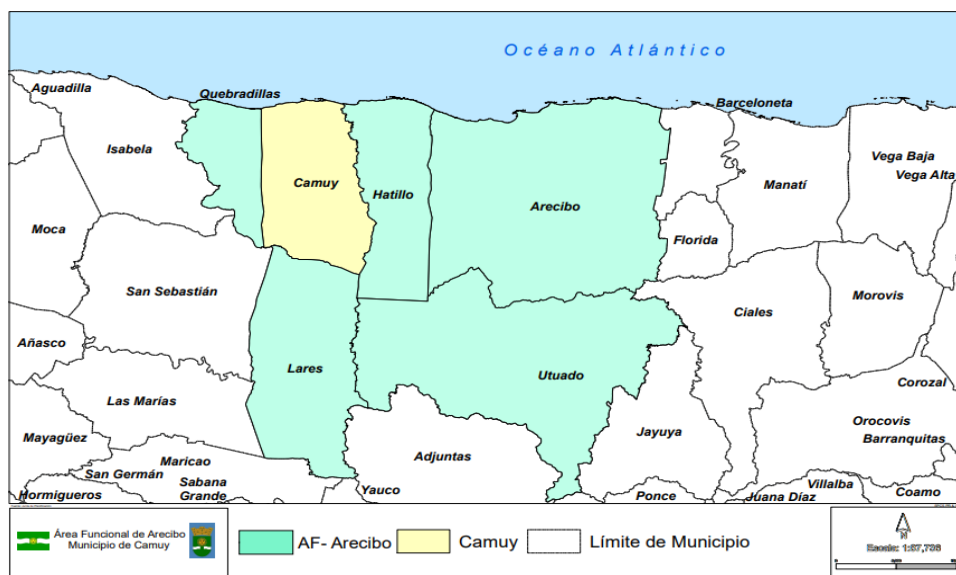 Océano Atlántico
Aguadilla
Quebradillas
Barceloneta
Isabela
Camuy
Hatillo
Arecibo
Manatí
Vega Baja
Vega Alta
Moca
Florida
San Sebastián
Ciales
Morovis
Añasco
Lares
Utuado
Corozal
Las Marías
Orocovis
Mayagüez
Jayuya
Barranquitas
Maricao
Adjuntas
San Germán
Sabana
Grande
Villalba
Hormigueros
Yauco
Ponce
Juana Díaz
Coamo
Área Funcional de Arecibo
Municipio de Camuy
AF- Arecibo
Camuy
Límite de Municipio
N